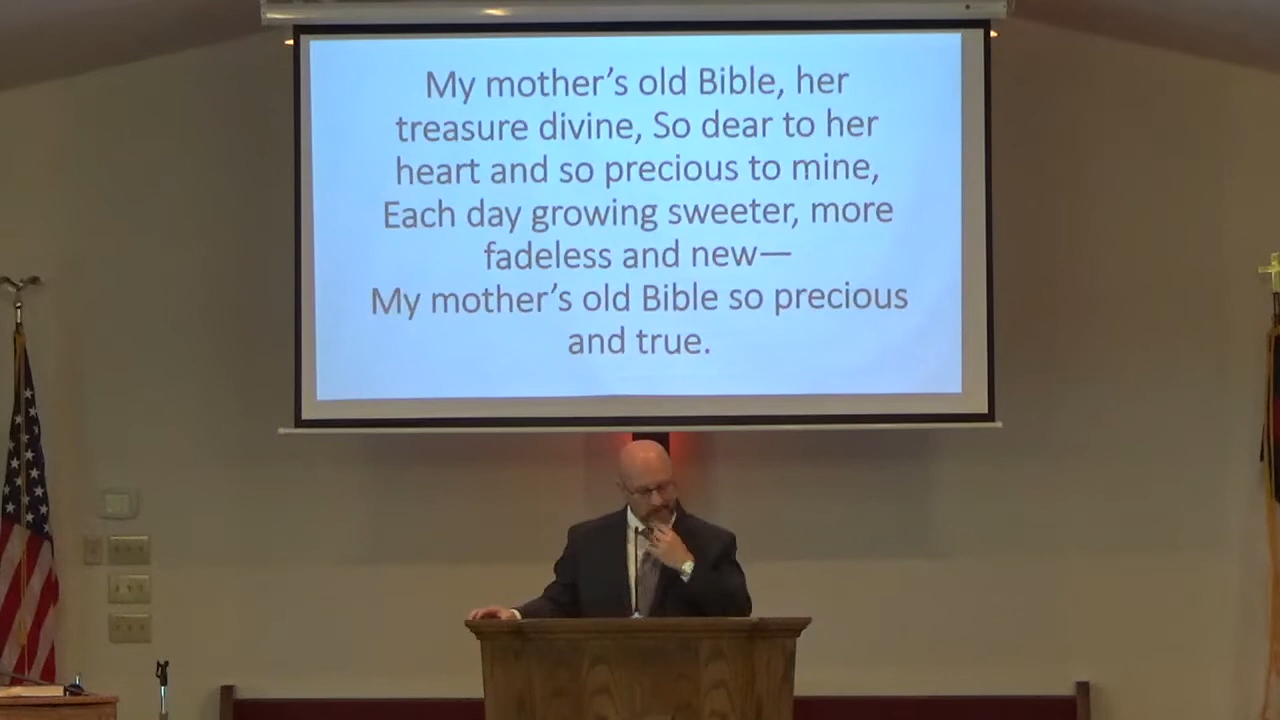 My mother’s old Bible, her
treasure divine, So dear to her
heart and so precious to mine,
Each day growing sweeter, more
fadeless and new—
My mother’s old Bible so precious
and true.